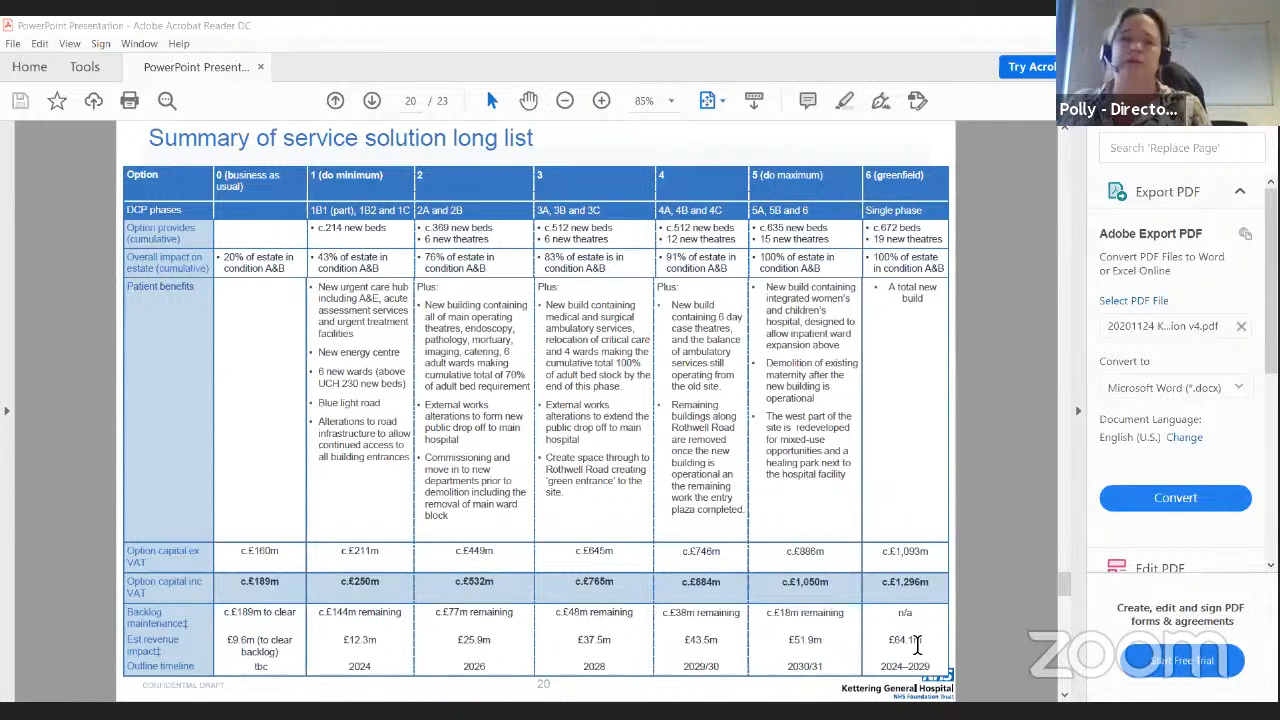 PowerPoint Presentation - Adobe Acrobat Reader DC
File Edit View Sign Window Help
Home Tools PowerPoint Present... ×
Try Acrol
20 / 23 85%
Polly - Directo...
Summary of service solution long list
Option 0 (business as usual) 1 (do minimum) 2 3 4 5 (do maximum) 6 (greenfield)
DCP phases 1B1 (part), 1B2 and 1C 2A and 2B 3A, 3B and 3C 4A, 4B and 4C 5A, 5B and 6 Single phase
Option provides (cumulative)
• c.214 new beds
• c.369 new beds
• 6 new theatres
• c.512 new beds
• 6 new theatres
• c.512 new beds
• 12 new theatres
• c.635 new beds
• 15 new theatres
• c.672 beds
• 19 new theatres
Overall impact on estate (cumulative)
• 20% of estate in condition A&B
• 43% of estate in condition A&B
• 76% of estate in condition A&B
• 83% of estate is in condition A&B
• 91% of estate in condition A&B
• 100% of estate in condition A&B
• 100% of estate in condition A&B
Patient benefits
• New urgent care hub
including A&E, acute
assessment services
and urgent treatment
facilities
• New energy centre
• 6 new wards (above
UCH 230 new beds)
• Blue light road
• Alterations to road
infrastructure to allow
continued access to
all building entrances
Plus:
• New building containing
all of main operating
theatres, endoscopy,
pathology, mortuary,
imaging, catering, 6
adult wards making
cumulative total of 70%
of adult bed requirement
• External works
alterations to form new
public drop off to main
hospital
• Commissioning and
move in to new
departments prior to
demolition including the
removal of main ward
block
Plus:
• New build containing
medical and surgical
ambulatory services,
relocation of critical care
and 4 wards making the
cumulative total 100%
of adult bed stock by the
end of this phase.
• External works
alterations to extend the
public drop off to main
hospital
• Create space through to
Rothwell Road creating
'green entrance' to the
site.
Plus:
• New build
containing 6 day
case theatres,
and the balance
of ambulatory
services still
operating from
the old site.
• Remaining
buildings along
Rothwell Road
are removed
once the new
building is
operational an
the remaining
work the entry
plaza completed.
• New build containing
integrated women's
and children's
hospital, designed to
allow inpatient ward
expansion above
• Demolition of existing
maternity after the
new building is
operational
• The west part of the
site is redeveloped
for mixed-use
opportunities and a
healing park next to
the hospital facility
• A total new
build
Option capital ex VAT c.£160m c.£211m c.£449m c.£645m c.£746m c.£886m c.£1,093m
Option capital inc VAT c.£189m c.£250m c.£532m c.£765m c.£884m c.£1,050m c.£1,296m
Backlog maintenance‡ c.£189m to clear c.£144m remaining c.£77m remaining c.£48m remaining c.£38m remaining c.£18m remaining n/a
Est revenue impact‡ £9.6m (to clear backlog) £12.3m £25.9m £37.5m £43.5m £51.9m £64.1
Outline timeline tbc 2024 2026 2028 2029/30 2030/31 2024–2029
CONFIDENTIAL DRAFT
20
NHS
Kettering General Hospital
NHS Foundation Trust
Search 'Replace Page'
Export PDF
Adobe Export PDF
Convert PDF Files to Word
or Excel Online
Select PDF File
20201124 K...ion v4.pdf
Convert to
Microsoft Word (*.docx)
Document Language:
English (U.S.) Change
Convert
Edit PDF
Create, edit and sign PDF
forms & agreements
Start Free Trial
zoom